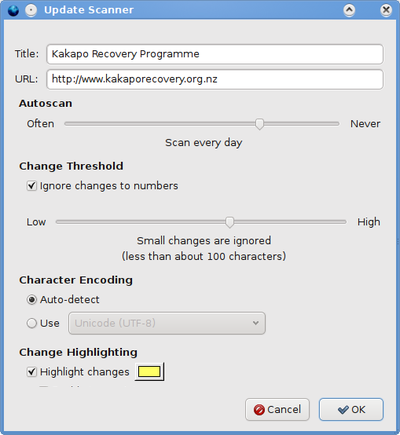 Update Scanner
Title: Kakapo Recovery Programme
URL: http://www.kakaporecovery.org.nz
Autoscan
Often Never
Scan every day
Change Threshold
Ignore changes to numbers
Low High
Small changes are ignored
(less than about 100 characters)
Character Encoding
Auto-detect
Use Unicode (UTF-8)
Change Highlighting
Highlight changes
Cancel OK